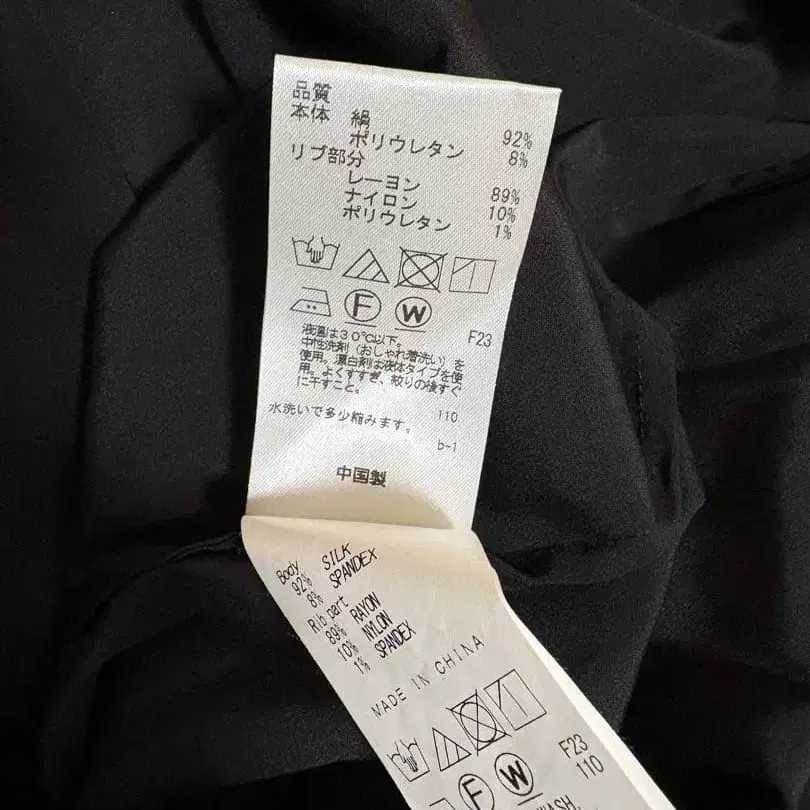 品質
本体 絹 92%
ポリウレタン 8%
リブ部分
レーヨン 89%
ナイロン 10%
ポリウレタン 1%
F W
F23
液温は30℃以下。
中性洗剤(おしゃれ着洗い)を
使用。漂白剤は液体タイプを使
用。よくすすぎ、絞りの後すぐ
に干すこと。
110
水洗いで多少縮みます。
b-1
中国製
Body SILK
92% SPANDEX
8%
Rib part
89% RAYON
10% NYLON
1% SPANDEX
MADE IN CHINA
F W
F23
110
WASH.